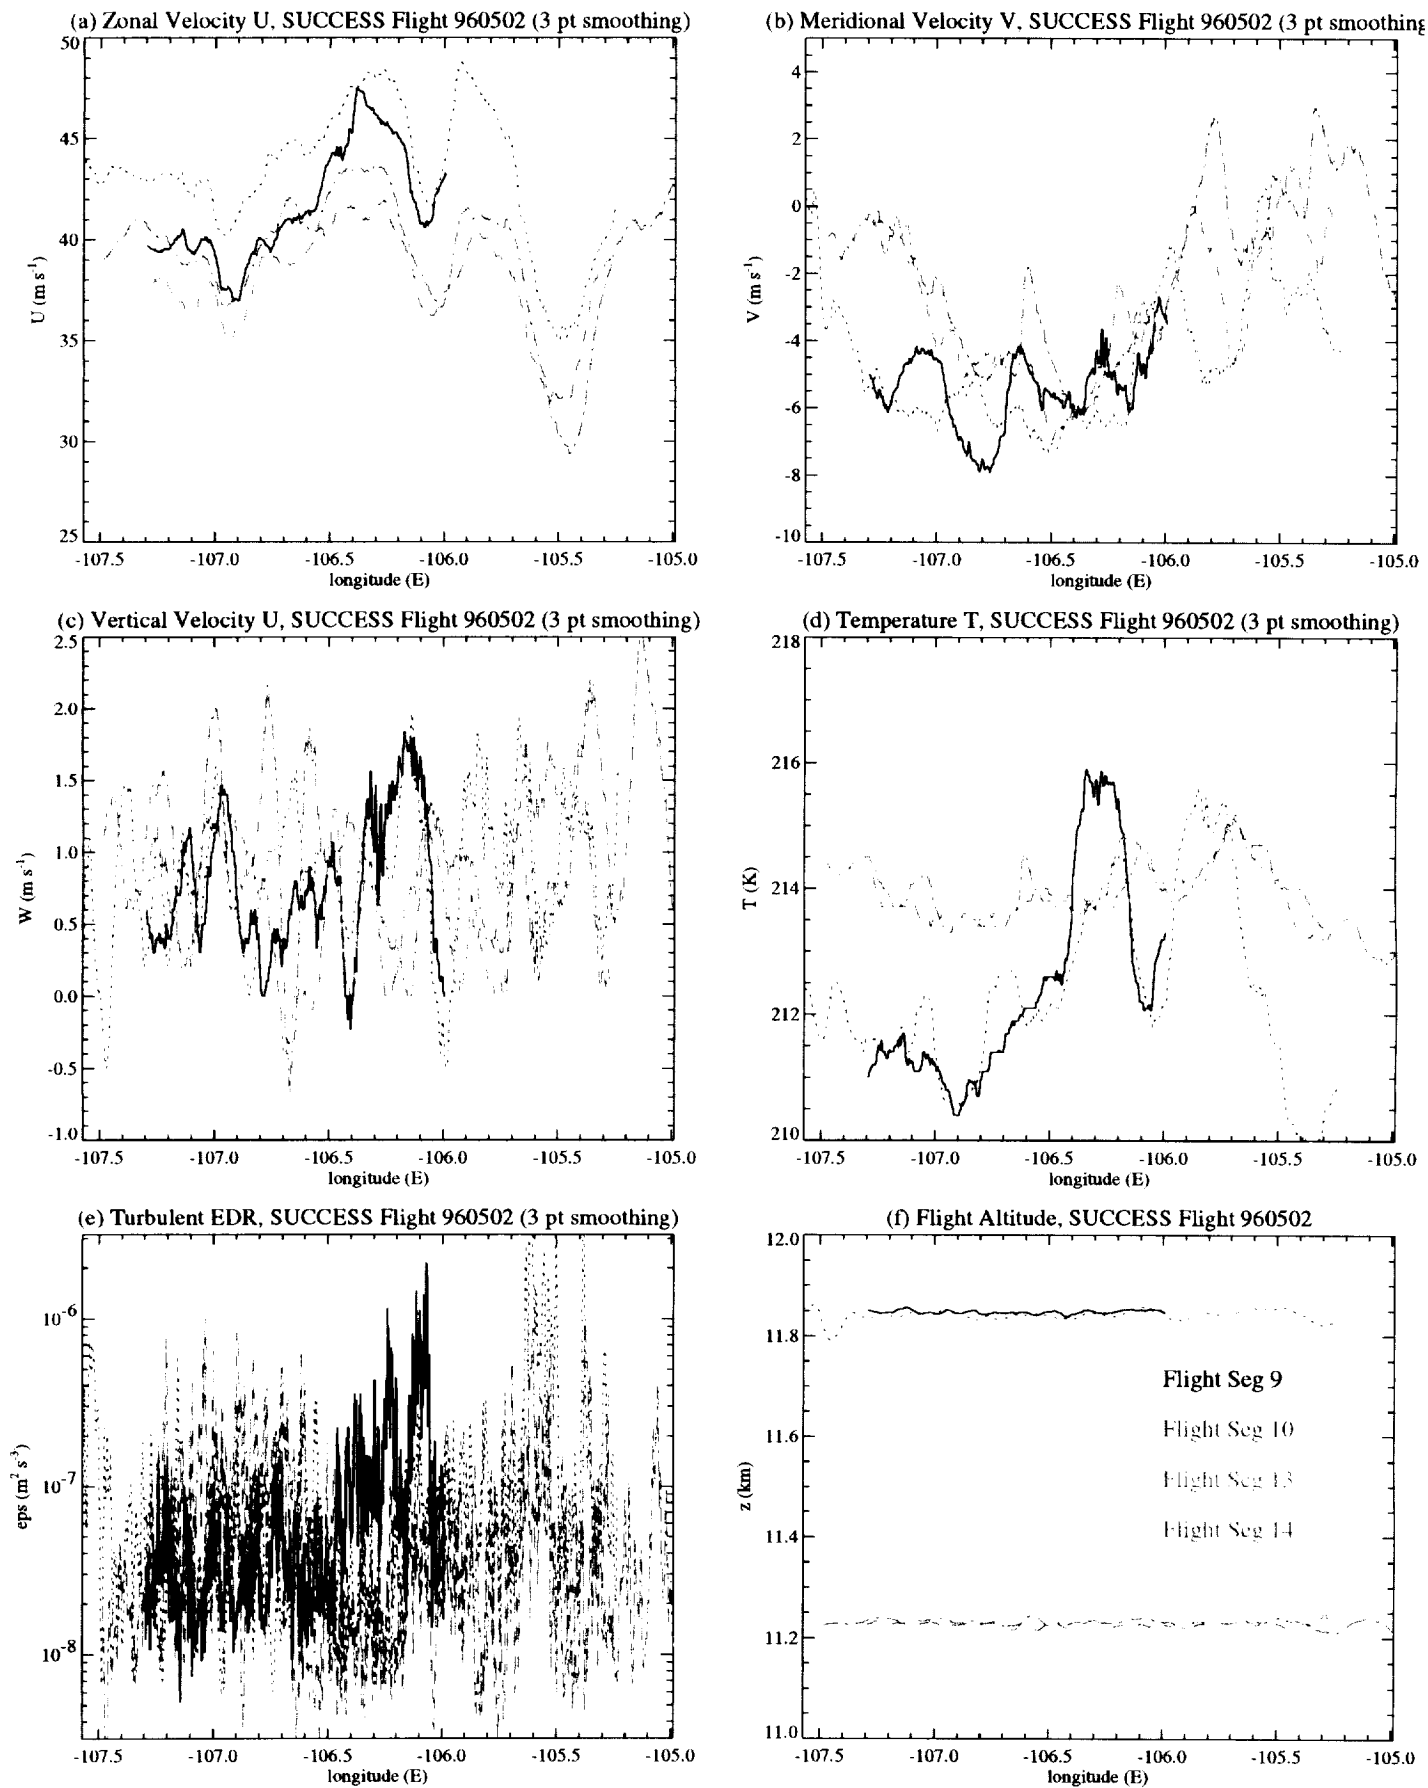 (a) Zonal Velocity U, SUCCESS Flight 960502 (3 pt smoothing)
50
45
40
35
30
25
U (m s⁻¹)
-107.5 -107.0 -106.5 -106.0 -105.5 -105.0
longitude (E)
(b) Meridional Velocity V, SUCCESS Flight 960502 (3 pt smoothing
4
2
0
-2
-4
-6
-8
-10
V (m s⁻¹)
-107.5 -107.0 -106.5 -106.0 -105.5 -105.0
longitude (E)
(c) Vertical Velocity U, SUCCESS Flight 960502 (3 pt smoothing)
2.5
2.0
1.5
1.0
0.5
0.0
-0.5
-1.0
W (m s⁻¹)
-107.5 -107.0 -106.5 -106.0 -105.5 -105.0
longitude (E)
(d) Temperature T, SUCCESS Flight 960502 (3 pt smoothing)
218
216
214
212
210
T (K)
-107.5 -107.0 -106.5 -106.0 -105.5 -105.0
longitude (E)
(e) Turbulent EDR, SUCCESS Flight 960502 (3 pt smoothing)
10⁻⁶
10⁻⁷
10⁻⁸
eps (m² s⁻³)
-107.5 -107.0 -106.5 -106.0 -105.5 -105.0
longitude (E)
(f) Flight Altitude, SUCCESS Flight 960502
12.0
11.8
11.6
11.4
11.2
11.0
z (km)
Flight Seg 9
Flight Seg 10
Flight Seg 13
Flight Seg 14
-107.5 -107.0 -106.5 -106.0 -105.5 -105.0
longitude (E)